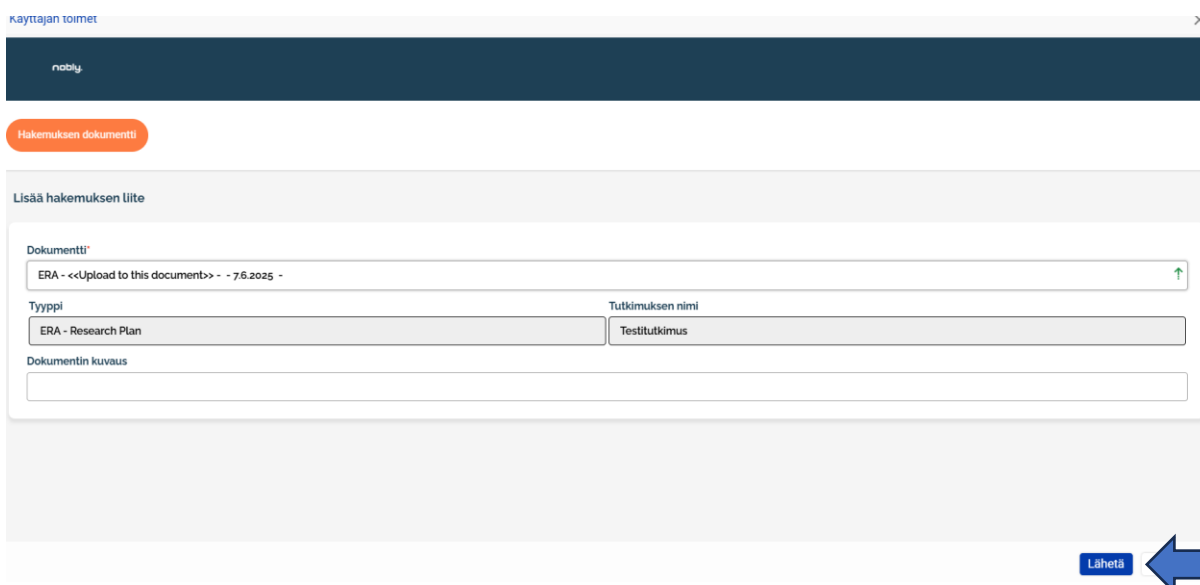 Käyttäjän toimet
nobly.
Hakemuksen dokumentti
Lisää hakemuksen liite
Dokumentti*
ERA - <<Upload to this document>> - - 7.6.2025 -
Tyyppi
Tutkimuksen nimi
ERA - Research Plan
Testitutkimus
Dokumentin kuvaus
Lähetä